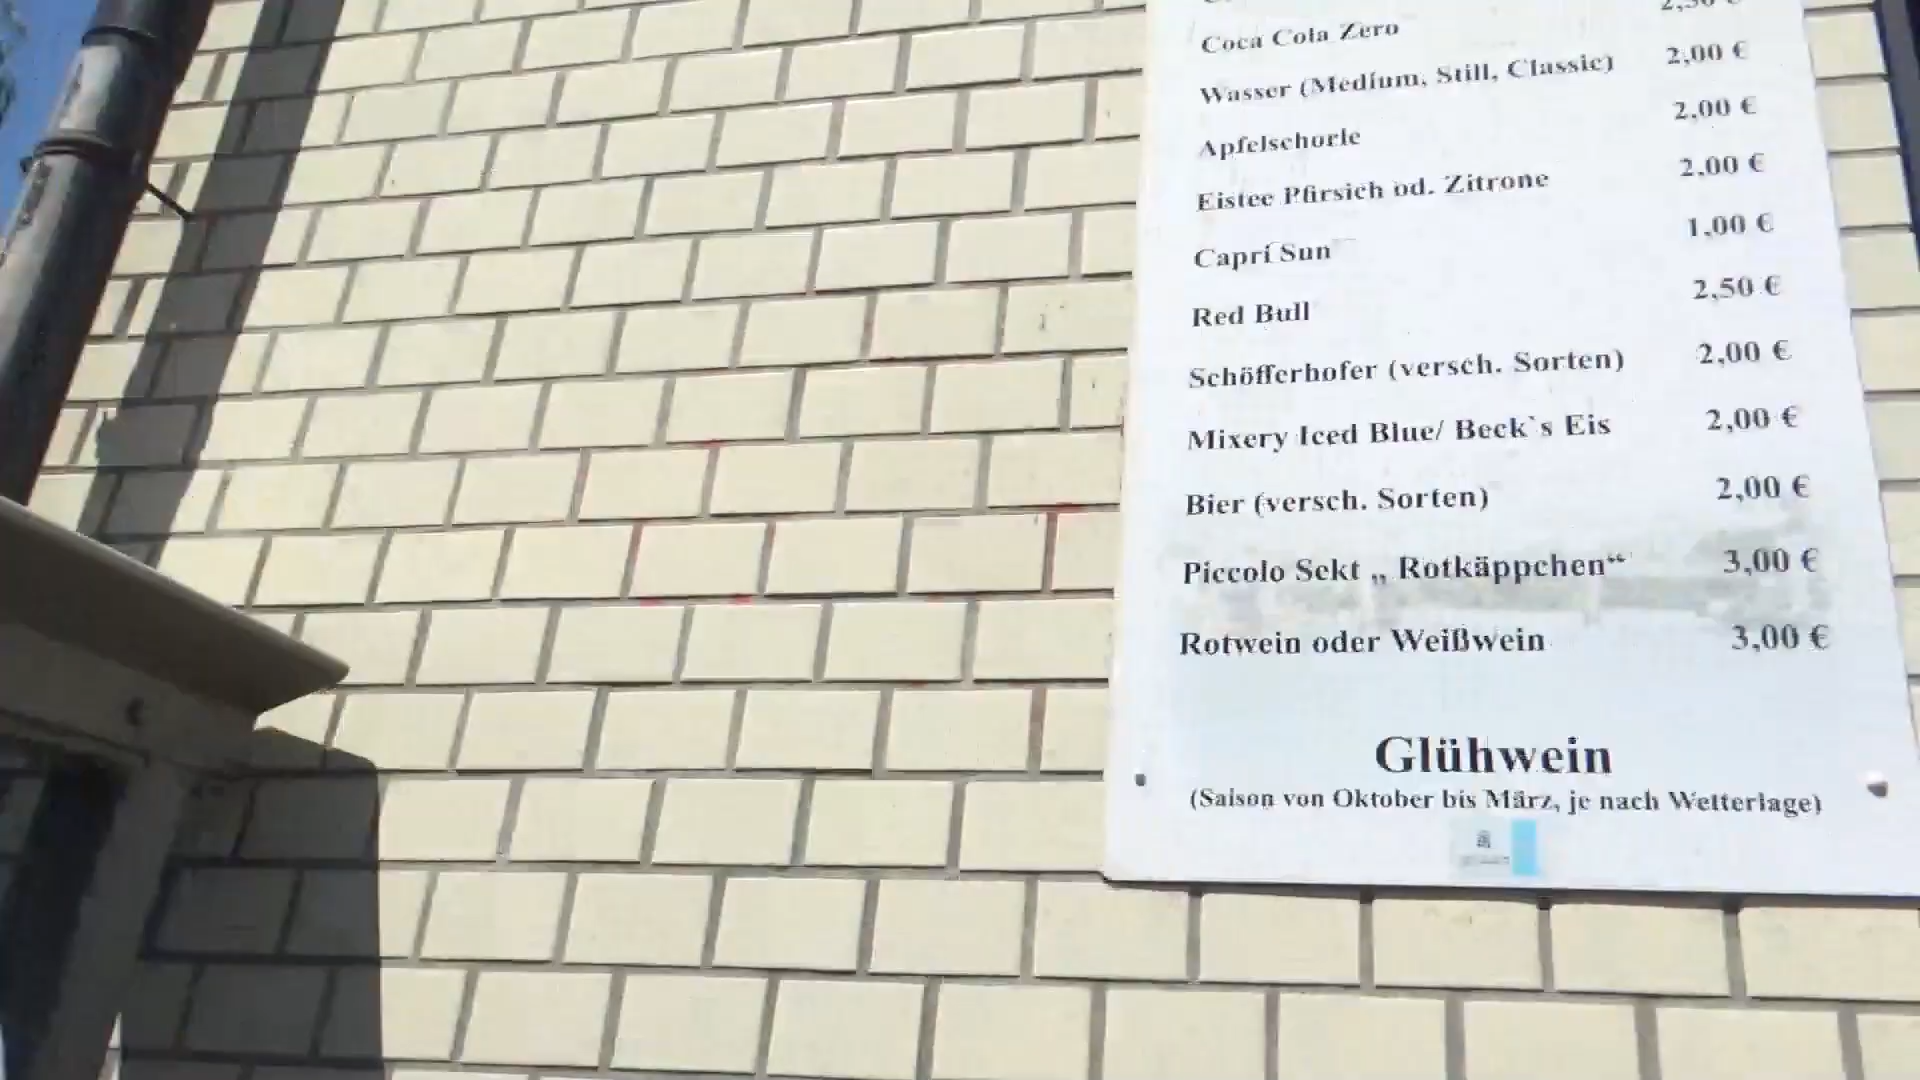 Coca Cola Zero 2,50 €
Wasser (Medium, Still, Classic) 2,00 €
Apfelschorle 2,00 €
Eistee Pfirsich od. Zitrone 2,00 €
Capri Sun 1,00 €
Red Bull 2,50 €
Schöfferhofer (versch. Sorten) 2,00 €
Mixery Iced Blue/ Beck`s Eis 2,00 €
Bier (versch. Sorten) 2,00 €
Piccolo Sekt „ Rotkäppchen“ 3,00 €
Rotwein oder Weißwein 3,00 €
Glühwein
(Saison von Oktober bis März, je nach Wetterlage)